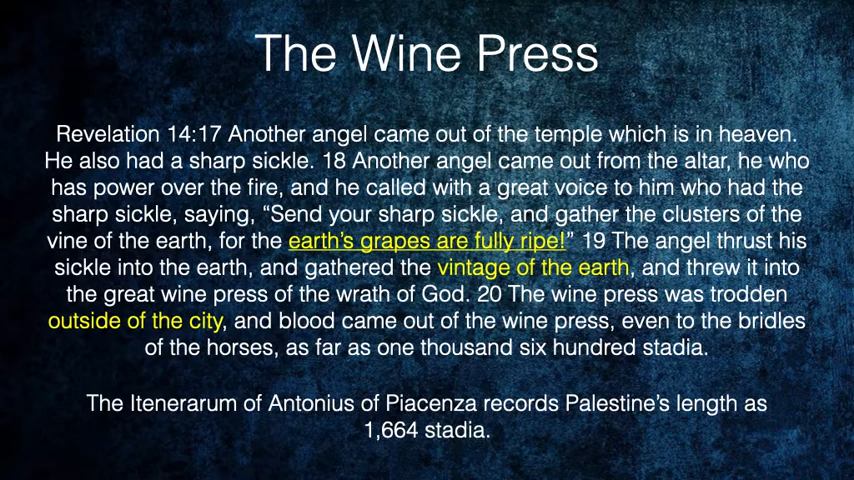 The Wine Press
Revelation 14:17 Another angel came out of the temple which is in heaven.
He also had a sharp sickle. 18 Another angel came out from the altar, he who
has power over the fire, and he called with a great voice to him who had the
sharp sickle, saying, “Send your sharp sickle, and gather the clusters of the
vine of the earth, for the earth’s grapes are fully ripe!” 19 The angel thrust his
sickle into the earth, and gathered the vintage of the earth, and threw it into
the great wine press of the wrath of God. 20 The wine press was trodden
outside of the city, and blood came out of the wine press, even to the bridles
of the horses, as far as one thousand six hundred stadia.
The Itenerarum of Antonius of Piacenza records Palestine’s length as
1,664 stadia.